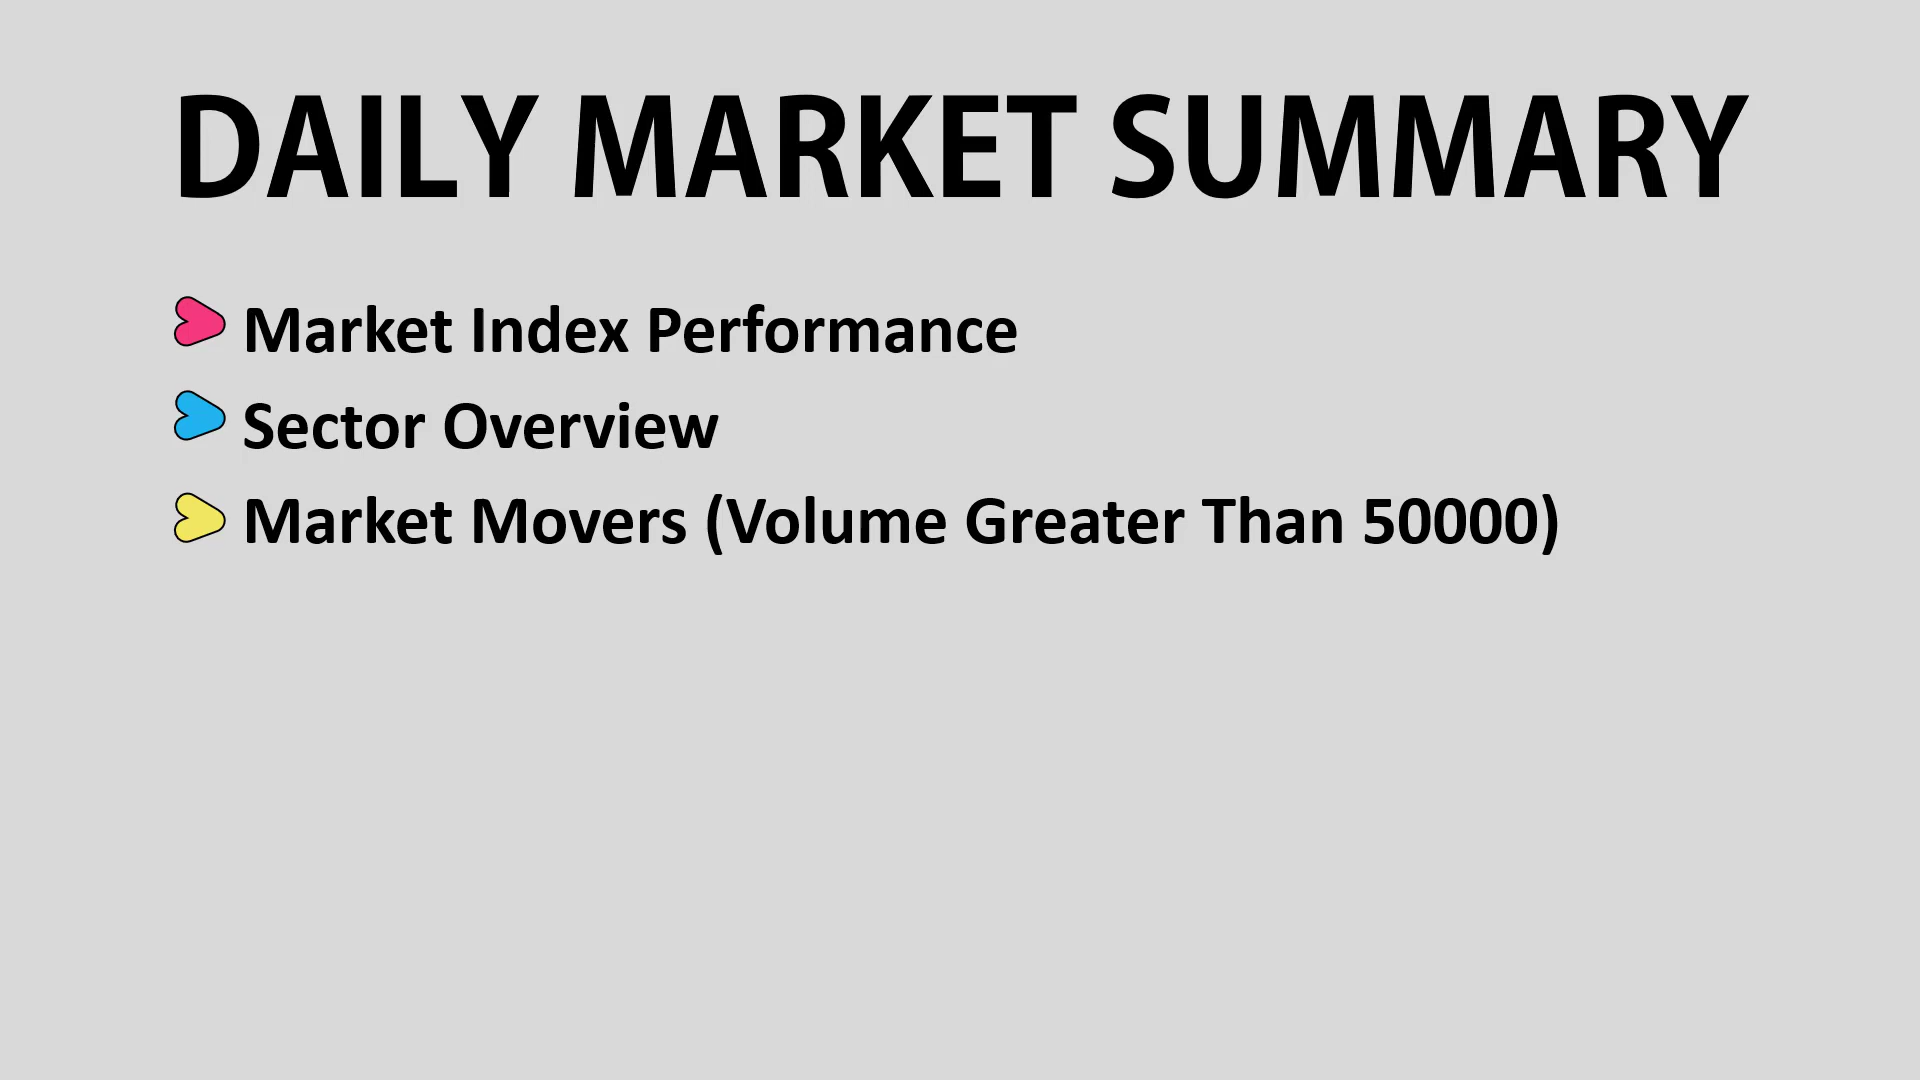 DAILY MARKET SUMMARY
Market Index Performance
Sector Overview
Market Movers (Volume Greater Than 50000)